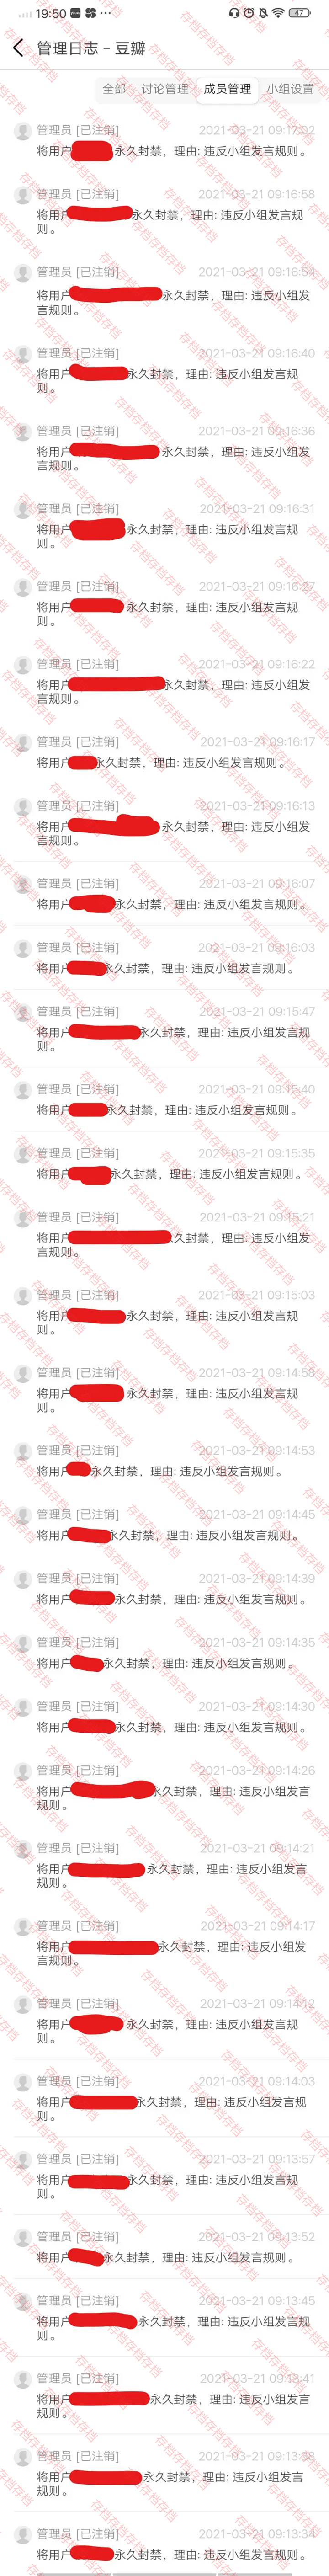 19:50
47
管理日志 - 豆瓣
全部 讨论管理 成员管理 小组设置
管理员 [已注销] 2021-03-21 09:17:02
将用户 永久封禁，理由: 违反小组发言规则。
管理员 [已注销] 2021-03-21 09:16:58
将用户 永久封禁，理由: 违反小组发言规
则。
管理员 [已注销] 2021-03-21 09:16:54
将用户 永久封禁，理由: 违反小组发
言规则。
管理员 [已注销] 2021-03-21 09:16:40
将用户 永久封禁，理由: 违反小组发言规
则。
管理员 [已注销] 2021-03-21 09:16:36
将用户 永久封禁，理由: 违反小组发
言规则。
管理员 [已注销] 2021-03-21 09:16:31
将用户 永久封禁，理由: 违反小组发言规
则。
管理员 [已注销] 2021-03-21 09:16:27
将用户 永久封禁，理由: 违反小组发言规
则。
管理员 [已注销] 2021-03-21 09:16:22
将用户 永久封禁，理由: 违反小组发
言规则。
管理员 [已注销] 2021-03-21 09:16:17
将用户 永久封禁，理由: 违反小组发言规则。
管理员 [已注销] 2021-03-21 09:16:13
将用户 永久封禁，理由: 违反小组发
言规则。
管理员 [已注销] 2021-03-21 09:16:07
将用户 永久封禁，理由: 违反小组发言规则。
管理员 [已注销] 2021-03-21 09:16:03
将用户 永久封禁，理由: 违反小组发言规则。
管理员 [已注销] 2021-03-21 09:15:47
将用户 永久封禁，理由: 违反小组发言规
则。
管理员 [已注销] 2021-03-21 09:15:40
将用户 永久封禁，理由: 违反小组发言规则。
管理员 [已注销] 2021-03-21 09:15:35
将用户 永久封禁，理由: 违反小组发言规则。
管理员 [已注销] 2021-03-21 09:15:21
将用户 久封禁，理由: 违反小组发
言规则。
管理员 [已注销] 2021-03-21 09:15:03
将用户 永久封禁，理由: 违反小组发言规
则。
管理员 [已注销] 2021-03-21 09:14:58
将用户 永久封禁，理由: 违反小组发言规
则。
管理员 [已注销] 2021-03-21 09:14:53
将用户 永久封禁，理由: 违反小组发言规则。
管理员 [已注销] 2021-03-21 09:14:45
将用户 永久封禁，理由: 违反小组发言规则。
管理员 [已注销] 2021-03-21 09:14:39
将用户 永久封禁，理由: 违反小组发言规则。
管理员 [已注销] 2021-03-21 09:14:35
将用户 永久封禁，理由: 违反小组发言规则。
管理员 [已注销] 2021-03-21 09:14:30
将用户 永久封禁，理由: 违反小组发言规则。
管理员 [已注销] 2021-03-21 09:14:26
将用户 永久封禁，理由: 违反小组发言
规则。
管理员 [已注销] 2021-03-21 09:14:21
将用户 永久封禁，理由: 违反小组发言
规则。
管理员 [已注销] 2021-03-21 09:14:17
将用户 永久封禁，理由: 违反小组发
言规则。
管理员 [已注销] 2021-03-21 09:14:12
将用户 永久封禁，理由: 违反小组发言规
则。
管理员 [已注销] 2021-03-21 09:14:03
将用户 永久封禁，理由: 违反小组发言规
则。
管理员 [已注销] 2021-03-21 09:13:57
将用户 永久封禁，理由: 违反小组发言规
则。
管理员 [已注销] 2021-03-21 09:13:52
将用户 永久封禁，理由: 违反小组发言规则。
管理员 [已注销] 2021-03-21 09:13:45
将用户 永久封禁，理由: 违反小组发言规
则。
管理员 [已注销] 2021-03-21 09:13:41
将用户 永久封禁，理由: 违反小组发言
规则。
管理员 [已注销] 2021-03-21 09:13:38
将用户 永久封禁，理由: 违反小组发言
规则。
管理员 [已注销] 2021-03-21 09:13:34
将用户 永久封禁，理由: 违反小组发言规则。
存档存档存档